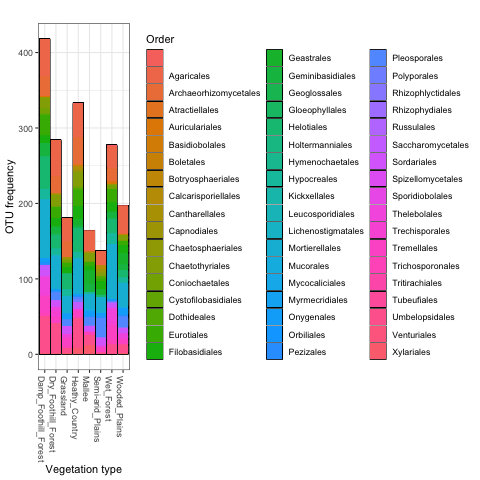 Order
Agaricales
Archaeorhizomycetales
Atractiellales
Auriculariales
Basidiobolales
Boletales
Botryosphaeriales
Calcarisporiellales
Cantharellales
Capnodiales
Chaetosphaeriales
Chaetothyriales
Coniochaetales
Cystofilobasidiales
Dothideales
Eurotiales
Filobasidiales
Geastrales
Geminibasidiales
Geoglossales
Gloeophyllales
Helotiales
Holtermanniales
Hymenochaetales
Hypocreales
Kickxellales
Leucosporidiales
Lichenostigmatales
Mortierellales
Mucorales
Mycocaliciales
Myrmecridiales
Onygenales
Orbiliales
Pezizales
Pleosporales
Polyporales
Rhizophlyctidales
Rhizophydiales
Russulales
Saccharomycetales
Sordariales
Spizellomycetales
Sporidiobolales
Thelebolales
Trechisporales
Tremellales
Trichosporonales
Tritirachiales
Tubeufiales
Umbelopsidales
Venturiales
Xylariales
OTU frequency
400
300
200
100
0
Damp_Foothill_Forest
Dry_Foothill_Forest
Grassland
Heathy_Country
Mallee
Semi-arid_Plains
Wet_Forest
Wooded_Plains
Vegetation type